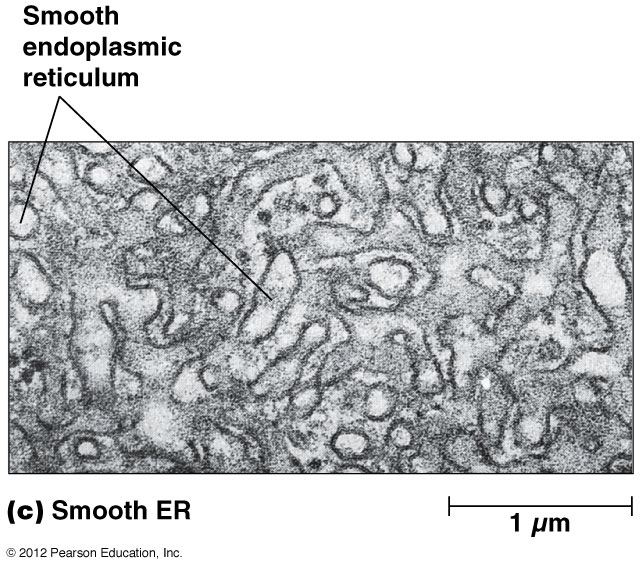 Smooth
endoplasmic
reticulum
(c) Smooth ER
1 µm
© 2012 Pearson Education, Inc.